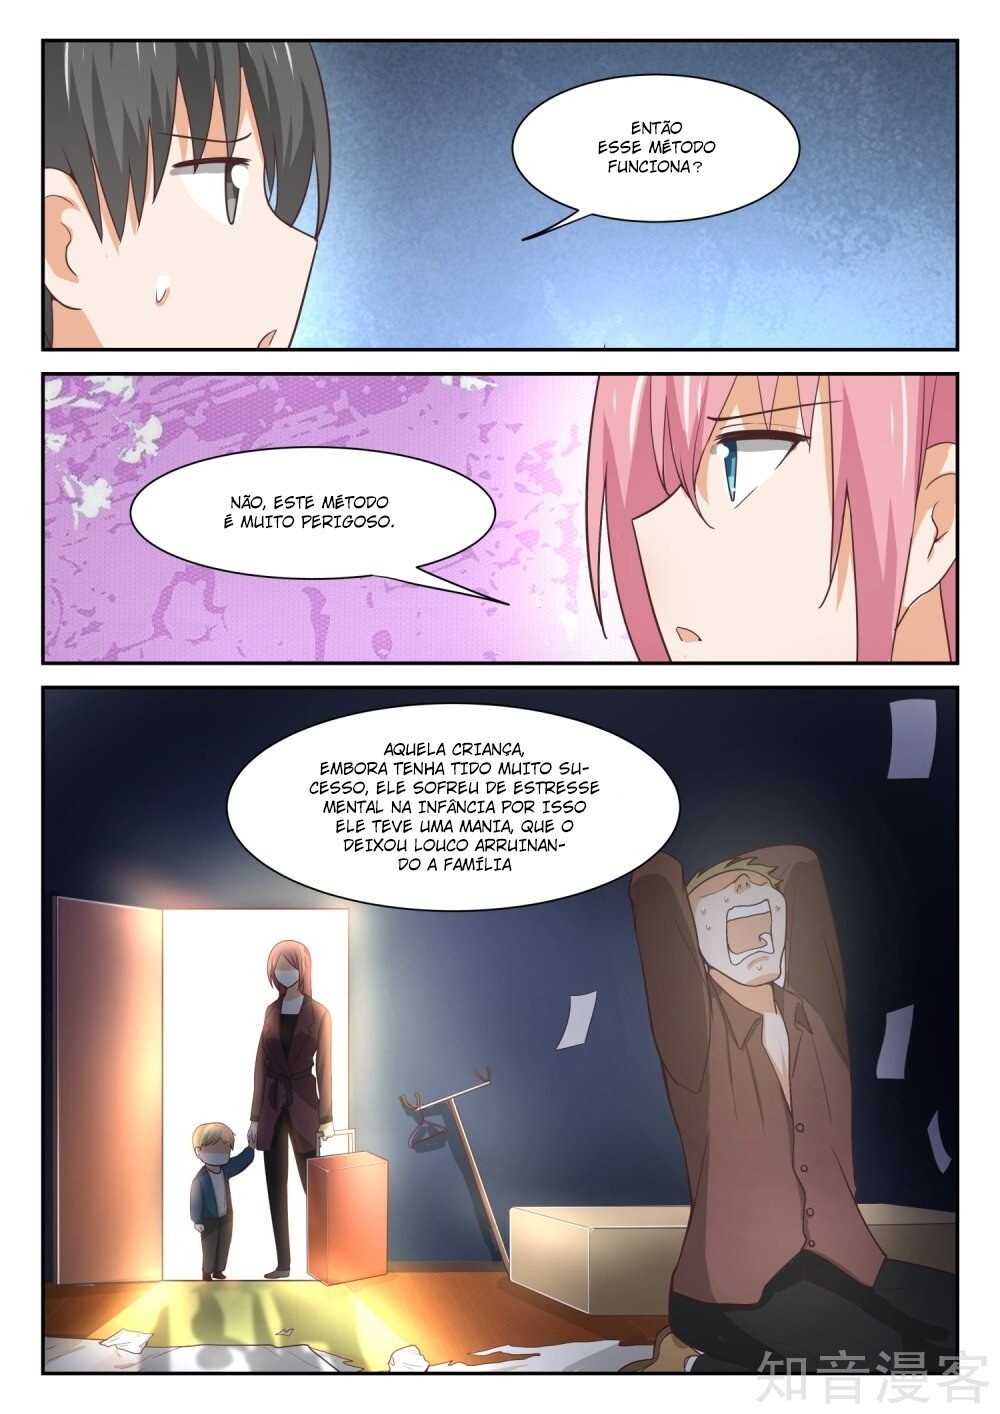 ENTÃO
ESSE MÉTODO
FUNCIONA?
NÃO, ESTE MÉTODO
É MUITO PERIGOSO.
AQUELA CRIANÇA,
EMBORA TENHA TIDO MUITO SU-
CESSO, ELE SOFREU DE ESTRESSE
MENTAL NA INFÂNCIA POR ISSO
ELE TEVE UMA MANIA, QUE O
DEIXOU LOUCO ARRUINAN-
DO A FAMÍLIA
知音漫客